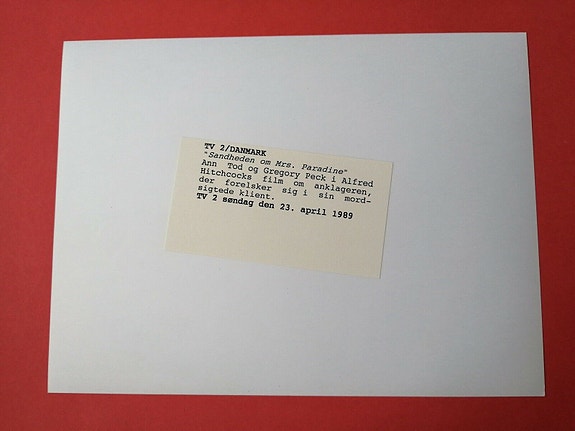 TV 2/DANMARK
"Sandheden om Mrs. Paradine"
Ann Tod og Gregory Peck i Alfred
Hitchcocks film om anklageren,
der forelsker sig i sin mord-
sigtede klient.
TV 2 søndag den 23. april 1989